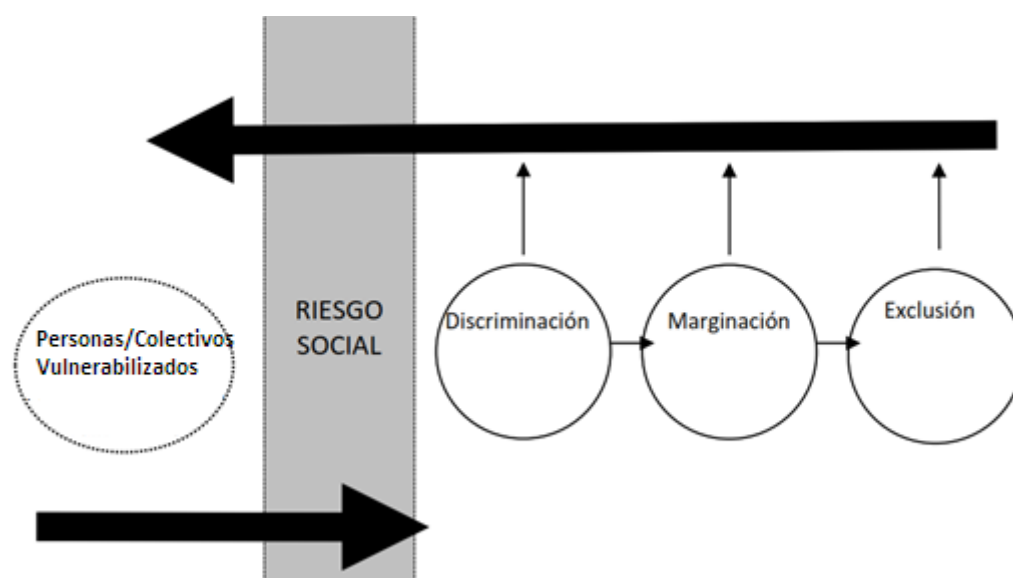 Personas/Colectivos
Vulnerabilizados
RIESGO
SOCIAL
Discriminación
Marginación
Exclusión